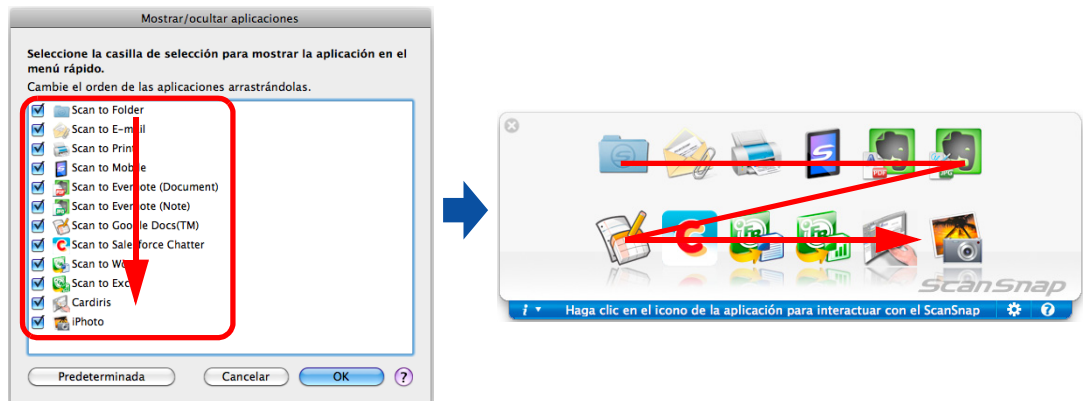 Mostrar/ocultar aplicaciones
Seleccione la casilla de selección para mostrar la aplicación en el
menú rápido.
Cambie el orden de las aplicaciones arrastrándolas.
Scan to Folder
Scan to E-mail
Scan to Print
Scan to Mobile
Scan to Evernote (Document)
Scan to Evernote (Note)
Scan to Google Docs(TM)
Scan to Salesforce Chatter
Scan to Word
Scan to Excel
Cardiris
iPhoto
Predeterminada
Cancelar
OK
?
PDF
JPG
ScanSnap
i
Haga clic en el icono de la aplicación para interactuar con el ScanSnap
?